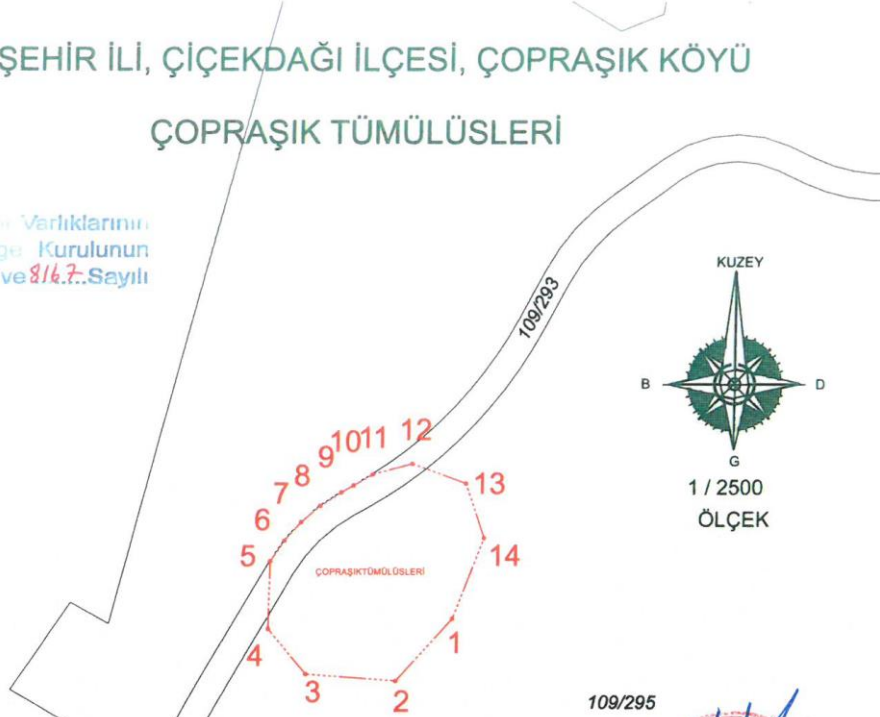 ŞEHİR İLİ, ÇİÇEKDAĞI İLÇESİ, ÇOPRAŞIK KÖYÜ
ÇOPRAŞIK TÜMÜLÜSLERİ
Varlıklarının
Kurulunun
ve 8167 Sayılı
KUZEY
B
D
G
1 / 2500
ÖLÇEK
109/293
12
11
10
9
8
7
6
5
13
14
ÇOPRAŞIKTÜMÜLÜSLERİ
4
3
2
1
109/295